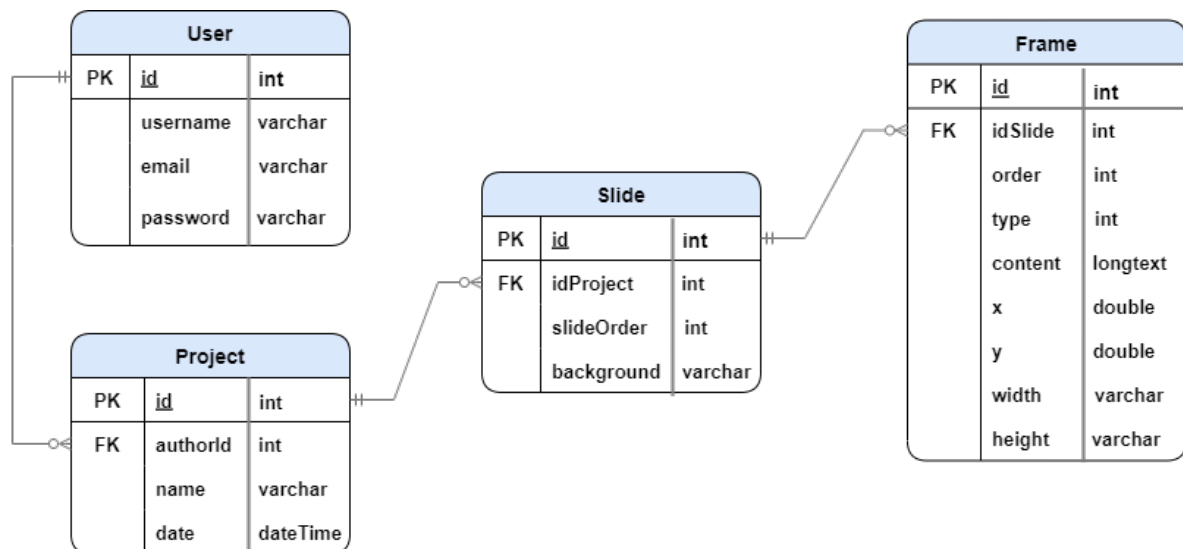 User
PK id int
username varchar
email varchar
password varchar
Project
PK id int
FK authorId int
name varchar
date dateTime
Slide
PK id int
FK idProject int
slideOrder int
background varchar
Frame
PK id int
FK idSlide int
order int
type int
content longtext
x double
y double
width varchar
height varchar